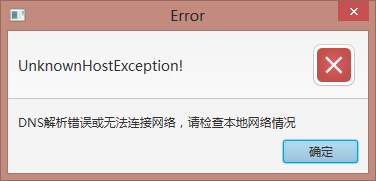 Error
UnknownHostException!
DNS解析错误或无法连接网络，请检查本地网络情况
确定